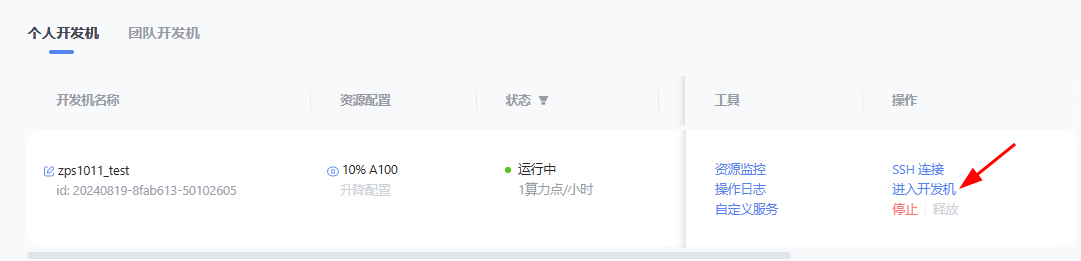 个人开发机 团队开发机
开发机名称 资源配置 状态 工具 操作
zps1011_test 10% A100 运行中 资源监控 SSH 连接
id: 20240819-8fab613-50102605 升降配置 1算力点/小时 操作日志 进入开发机
自定义服务 停止 释放